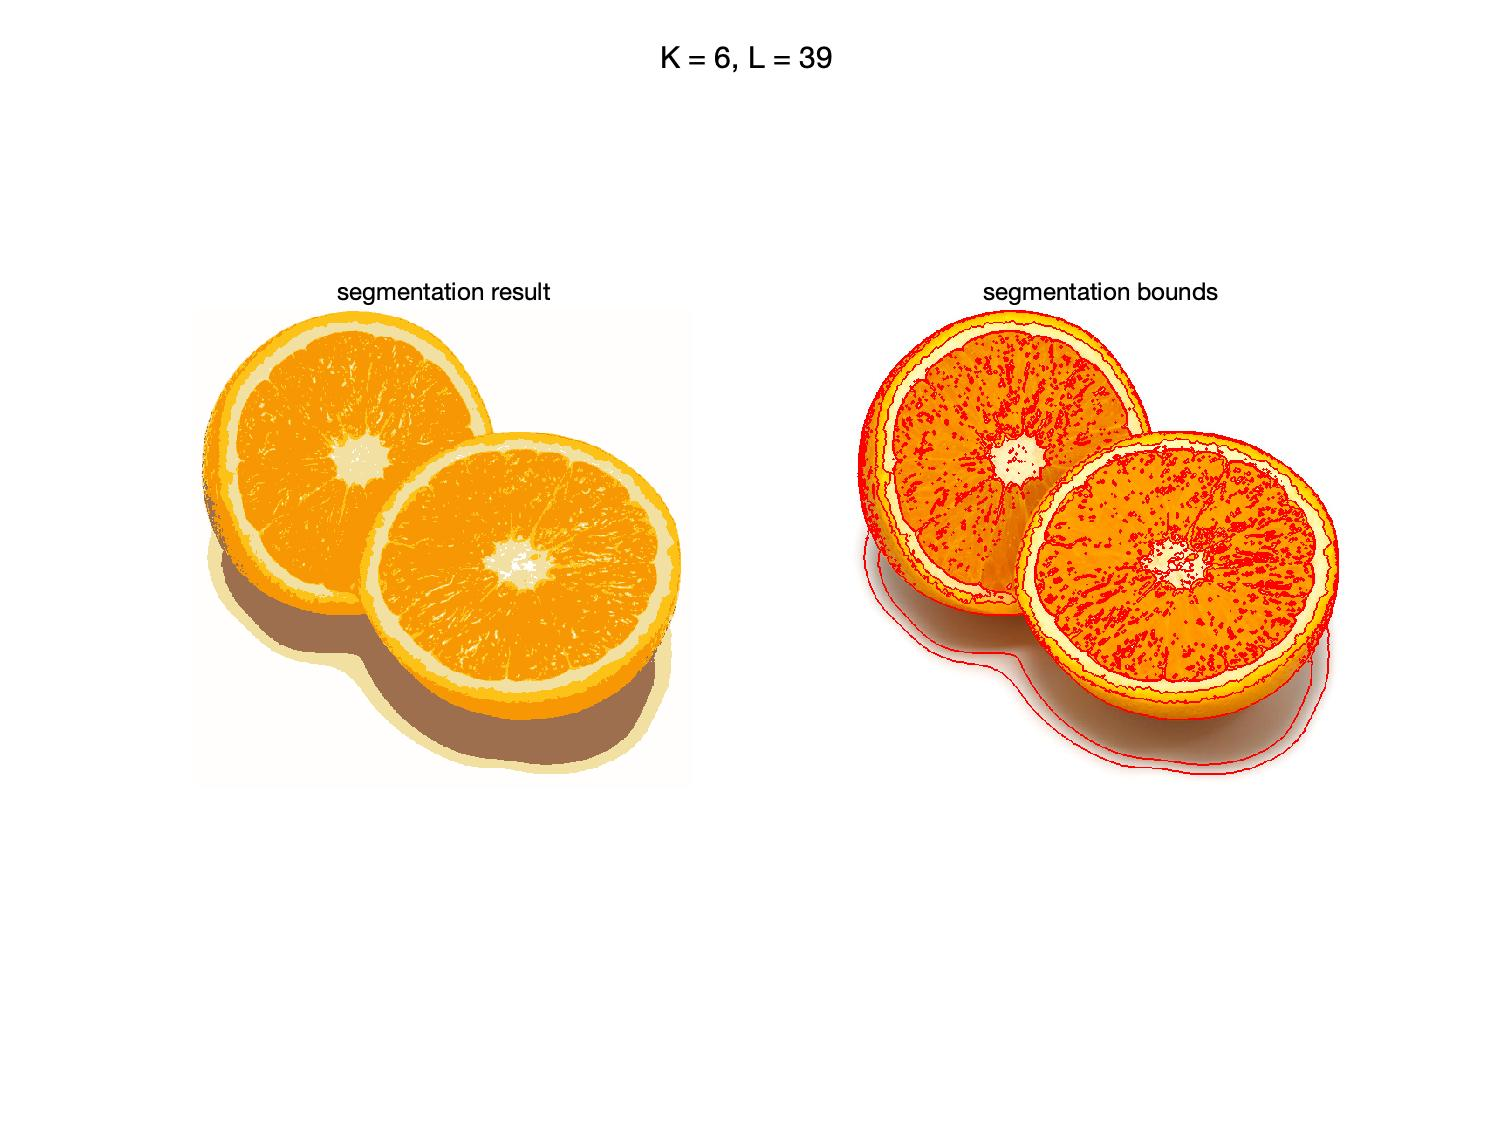 K = 6, L = 39
segmentation result
segmentation bounds